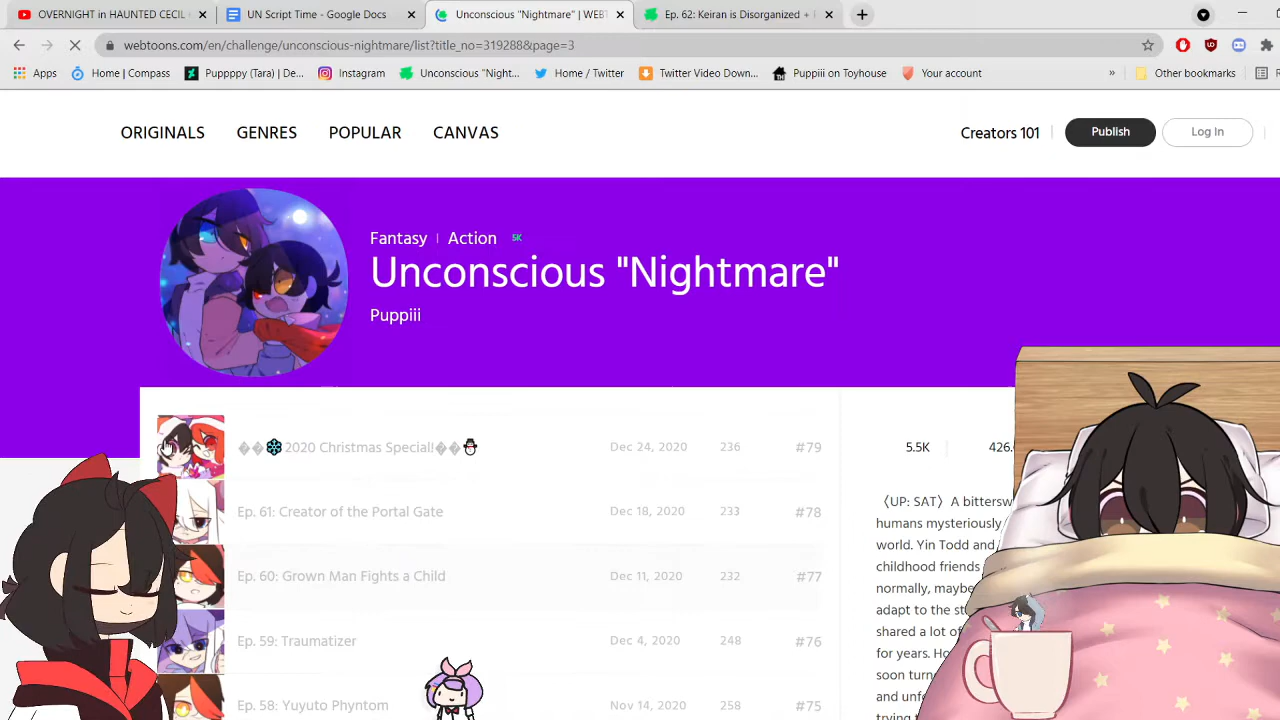 OVERNIGHT in HAUNTED CECIL
UN Script Time - Google Docs
Unconscious "Nightmare" | WEBT
Ep. 62: Keiran is Disorganized +
webtoons.com/en/challenge/unconscious-nightmare/list?title_no=319288&page=3
Apps
Home | Compass
Puppppy (Tara) | e...
Instagram
Unconscious "Night...
Home / Twitter
Twitter Video Down...
Puppiii on Toyhouse
Your account
»
Other bookmarks
ORIGINALS
GENRES
POPULAR
CANVAS
Creators 101
Publish
Log In
Fantasy | Action 5K
Unconscious "Nightmare"
Puppiii
��❄2020 Christmas Special!��⛄ Dec 24, 2020 236 #79
Ep. 61: Creator of the Portal Gate Dec 18, 2020 233 #78
Ep. 60: Grown Man Fights a Child Dec 11, 2020 232 #77
Ep. 59: Traumatizer Dec 4, 2020 248 #76
Ep. 58: Yuyuto Phyntom Nov 14, 2020 258 #75
5.5K 426.
〈UP: SAT〉A bittersw
humans mysteriously
world. Yin Todd and
childhood friends
normally, maybe
adapt to the st
shared a lot of
for years. Ho
soon turn
and unfo
trying t